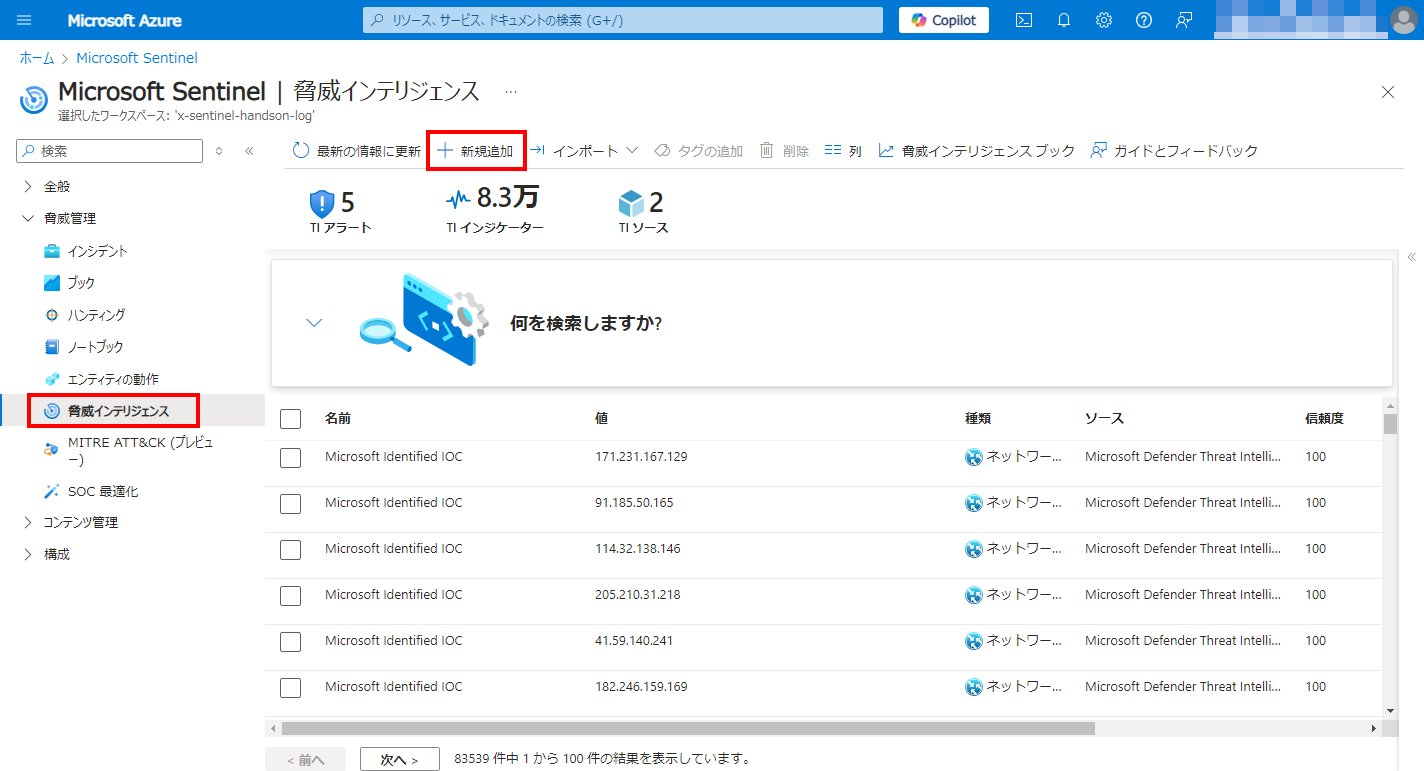 Microsoft Azure
リソース、サービス、ドキュメントの検索 (G+/)
Copilot
ホーム > Microsoft Sentinel
Microsoft Sentinel | 脅威インテリジェンス ...
選択したワークスペース: 'x-sentinel-handson-log'
検索
最新の情報に更新 新規追加 インポート タグの追加 削除 列 脅威インテリジェンス ブック ガイドとフィードバック
全般
脅威管理
インシデント
ブック
ハンティング
ノートブック
エンティティの動作
脅威インテリジェンス
MITRE ATT&CK (プレビュ
ー)
SOC 最適化
コンテンツ管理
構成
5 8.3万 2
TI アラート TI インジケーター TI ソース
何を検索しますか?
名前 値 種類 ソース 信頼度
Microsoft Identified IOC 171.231.167.129 ネットワー... Microsoft Defender Threat Intelli... 100
Microsoft Identified IOC 91.185.50.165 ネットワー... Microsoft Defender Threat Intelli... 100
Microsoft Identified IOC 114.32.138.146 ネットワー... Microsoft Defender Threat Intelli... 100
Microsoft Identified IOC 205.210.31.218 ネットワー... Microsoft Defender Threat Intelli... 100
Microsoft Identified IOC 41.59.140.241 ネットワー... Microsoft Defender Threat Intelli... 100
Microsoft Identified IOC 182.246.159.169 ネットワー... Microsoft Defender Threat Intelli... 100
< 前へ 次へ > 83539 件中 1 から 100 件の結果を表示しています。